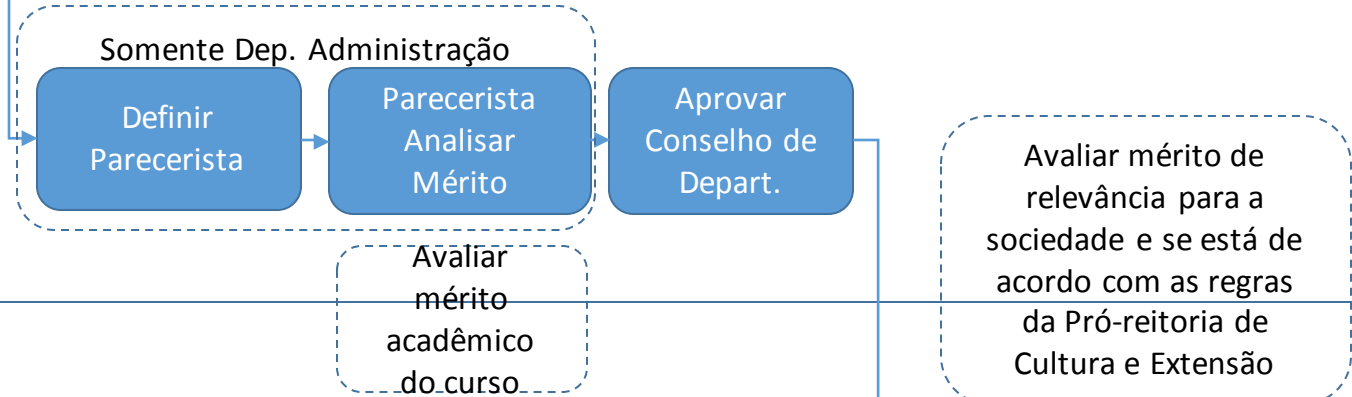 Somente Dep. Administração
Definir
Parecerista
Parecerista
Analisar
Mérito
Aprovar
Conselho de
Depart.
Avaliar
mérito
acadêmico
do curso
Avaliar mérito de
relevância para a
sociedade e se está de
acordo com as regras
da Pró-reitoria de
Cultura e Extensão